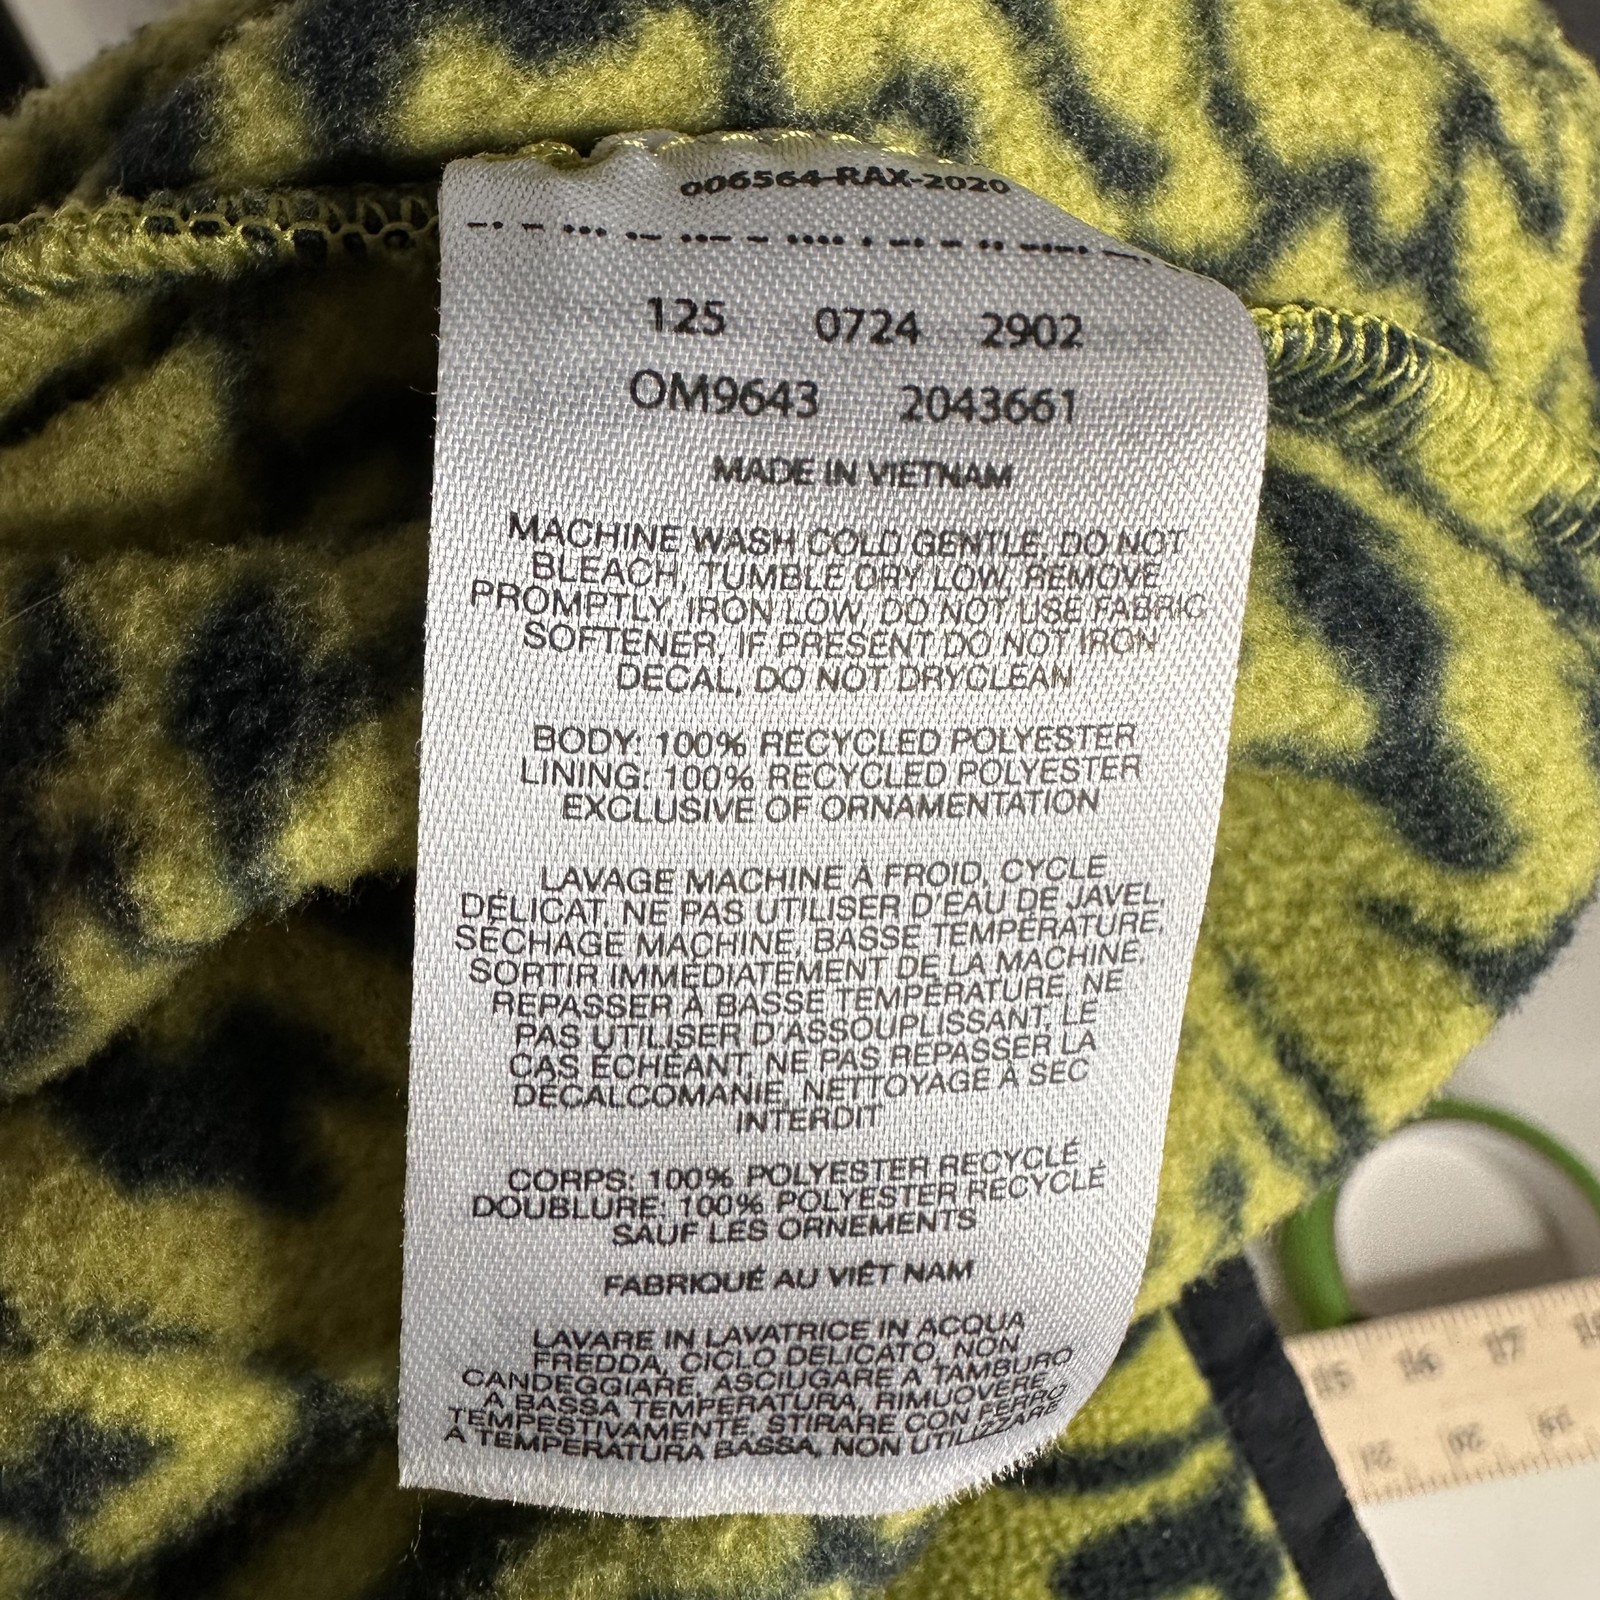 006564-RAX-2020
125 0724 2902
OM9643 2043661
MADE IN VIETNAM
MACHINE WASH COLD GENTLE, DO NOT
BLEACH, TUMBLE DRY LOW, REMOVE
PROMPTLY, IRON LOW, DO NOT USE FABRIC
SOFTENER, IF PRESENT DO NOT IRON
DECAL, DO NOT DRYCLEAN
BODY: 100% RECYCLED POLYESTER
LINING: 100% RECYCLED POLYESTER
EXCLUSIVE OF ORNAMENTATION
LAVAGE MACHINE À FROID, CYCLE
DÉLICAT, NE PAS UTILISER D'EAU DE JAVEL,
SÉCHAGE MACHINE, BASSE TEMPÉRATURE,
SORTIR IMMÉDIATEMENT DE LA MACHINE,
REPASSER À BASSE TEMPÉRATURE, NE
PAS UTILISER D'ASSOUPLISSANT, LE
CAS ÉCHÉANT, NE PAS REPASSER LA
DÉCALCOMANIE, NETTOYAGE À SEC
INTERDIT
CORPS: 100% POLYESTER RECYCLÉ
DOUBLURE: 100% POLYESTER RECYCLÉ
SAUF LES ORNEMENTS
FABRIQUÉ AU VIÊT NAM
LAVARE IN LAVATRICE IN ACQUA
FREDDA, CICLO DELICATO, NON
CANDEGGIARE, ASCIUGARE A TAMBURO
A BASSA TEMPERATURA, RIMUOVERE
TEMPESTIVAMENTE, STIRARE CON FERRO
A TEMPERATURA BASSA, NON UTILIZZARE
15 16 17
21 20 19